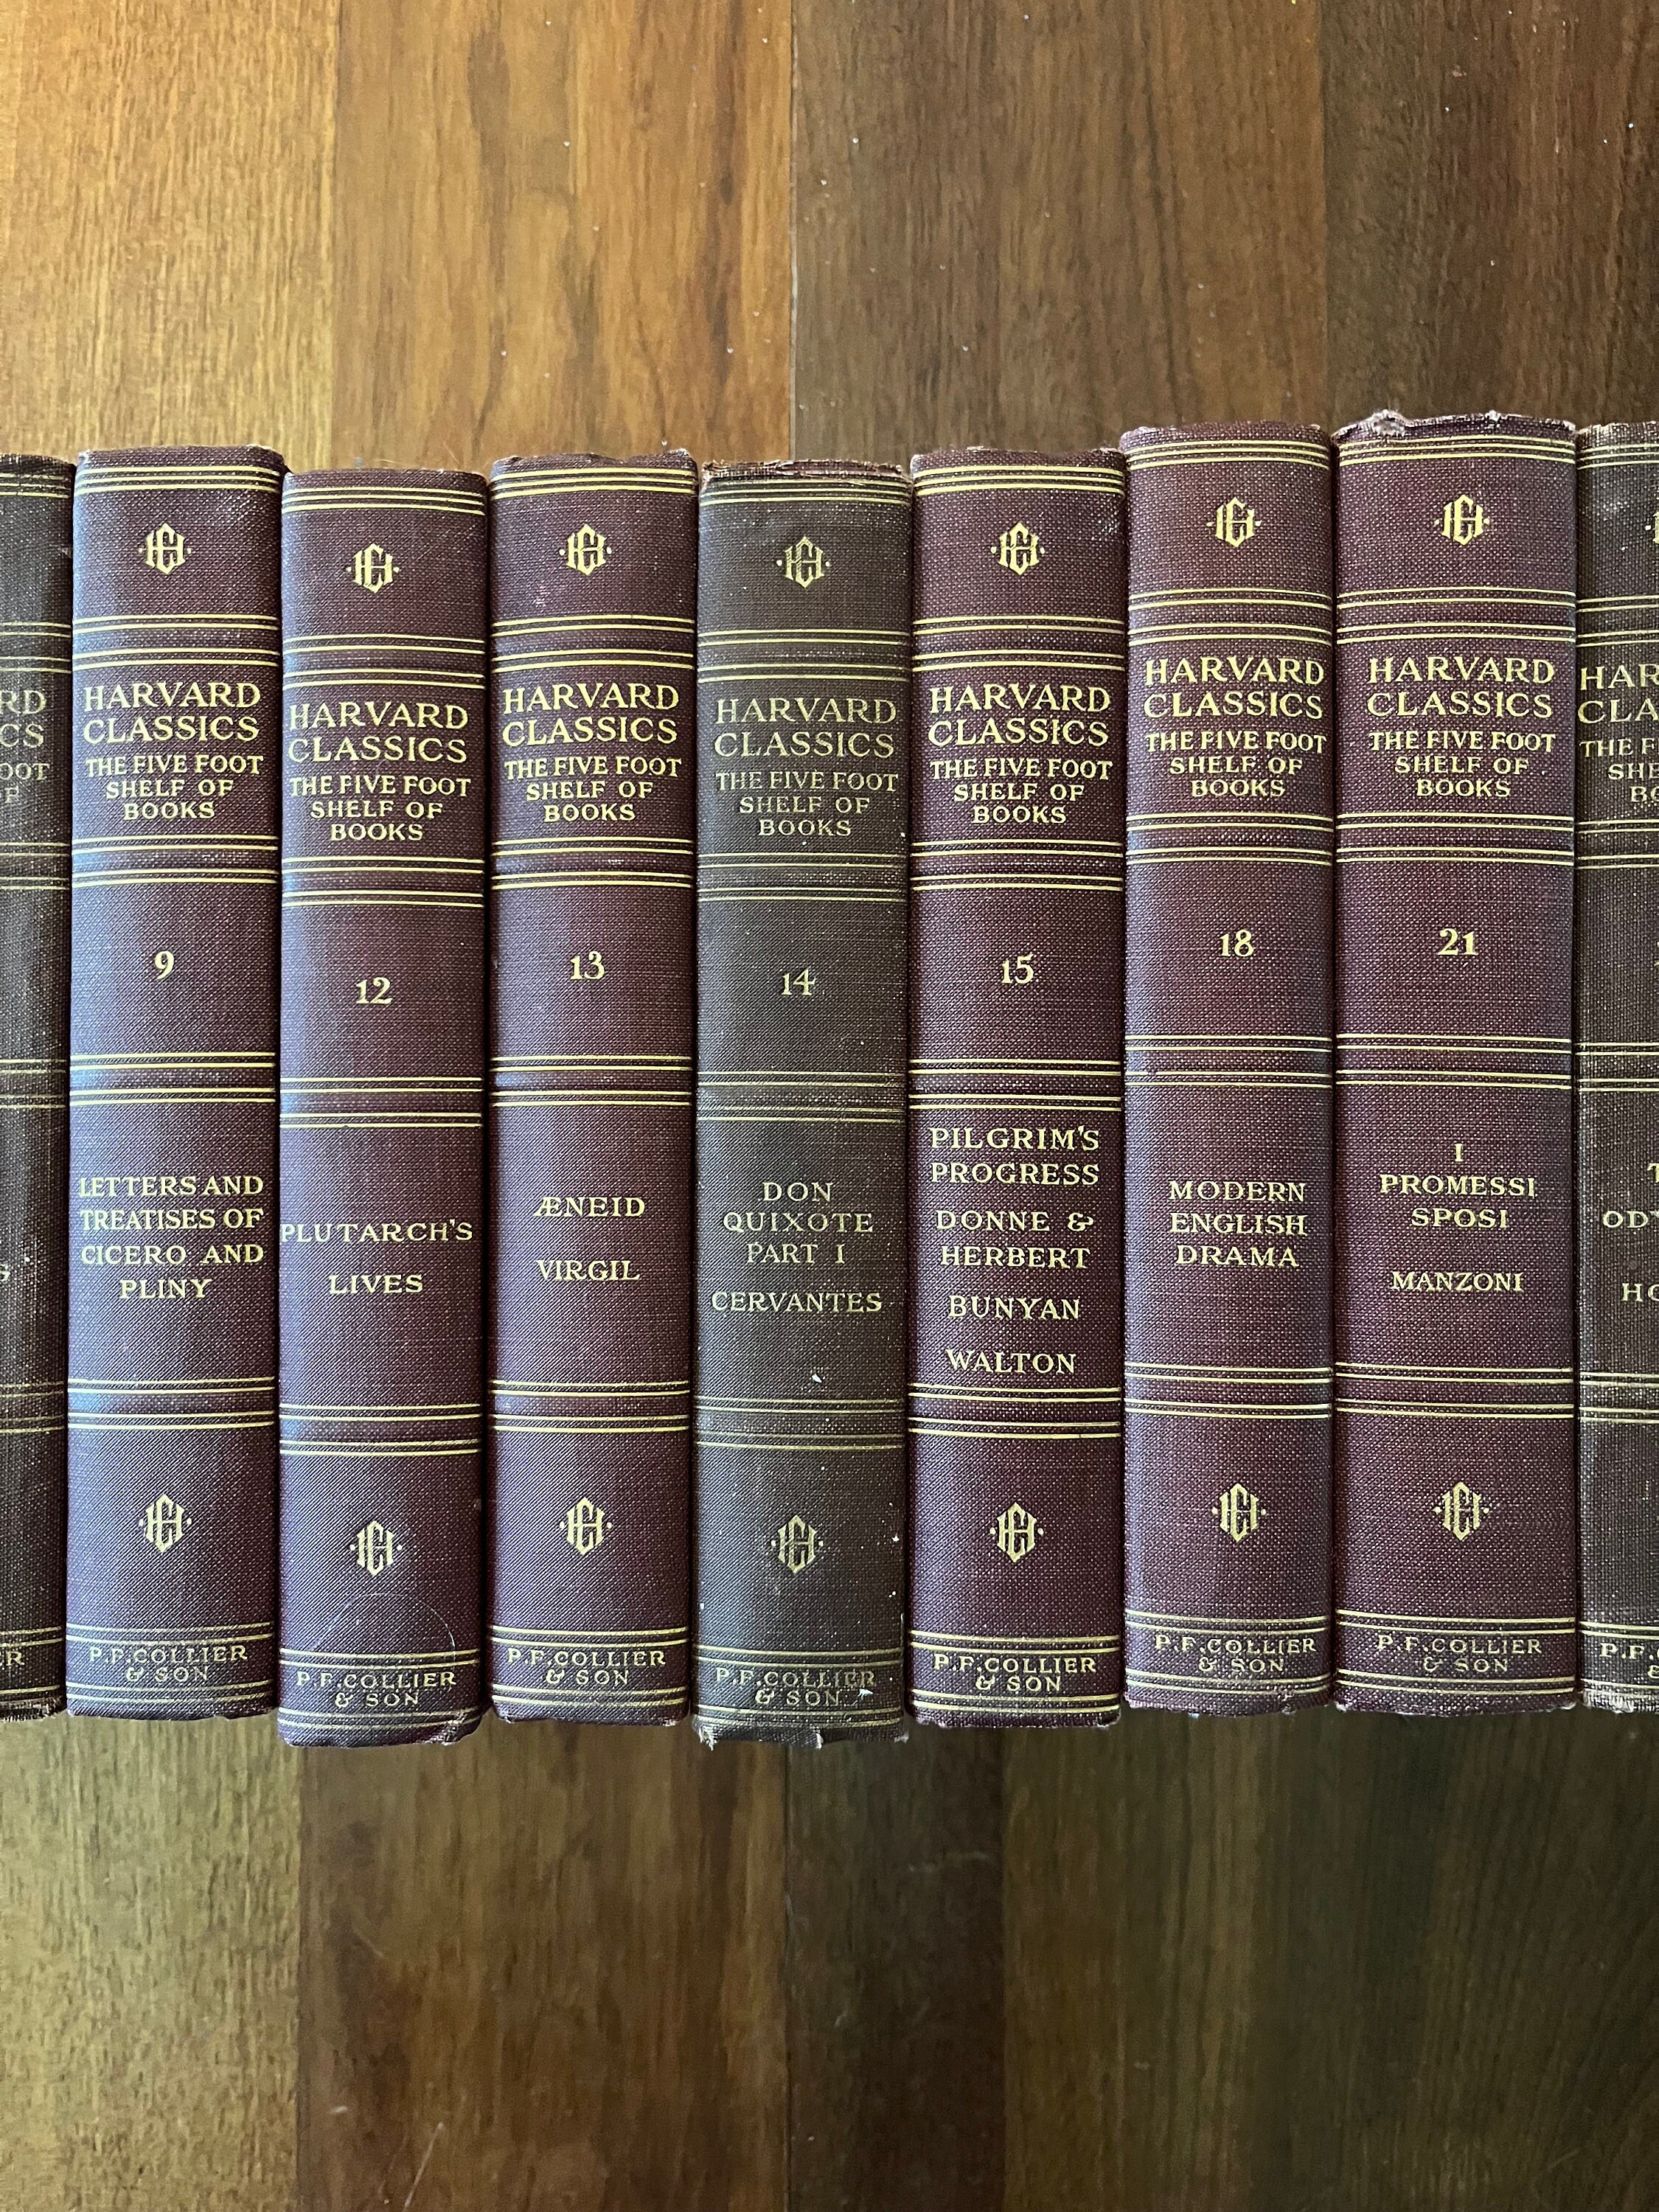 HARVARD
CLASSICS
THE FIVE FOOT
SHELF OF
BOOKS
9
LETTERS AND
TREATISES OF
CICERO AND
PLINY
P.F.COLLIER
& SON
HARVARD
CLASSICS
THE FIVE FOOT
SHELF OF
BOOKS
12
PLUTARCH'S
LIVES
P.F.COLLIER
& SON
HARVARD
CLASSICS
THE FIVE FOOT
SHELF OF
BOOKS
13
ÆNEID
VIRGIL
P.F.COLLIER
& SON
HARVARD
CLASSICS
THE FIVE FOOT
SHELF OF
BOOKS
14
DON
QUIXOTE
PART I
CERVANTES
P.F.COLLIER
& SON
HARVARD
CLASSICS
THE FIVE FOOT
SHELF OF
BOOKS
15
PILGRIM'S
PROGRESS
DONNE &
HERBERT
BUNYAN
WALTON
P.F.COLLIER
& SON
HARVARD
CLASSICS
THE FIVE FOOT
SHELF OF
BOOKS
18
MODERN
ENGLISH
DRAMA
P.F.COLLIER
& SON
HARVARD
CLASSICS
THE FIVE FOOT
SHELF OF
BOOKS
21
I
PROMESSI
SPOSI
MANZONI
P.F.COLLIER
& SON